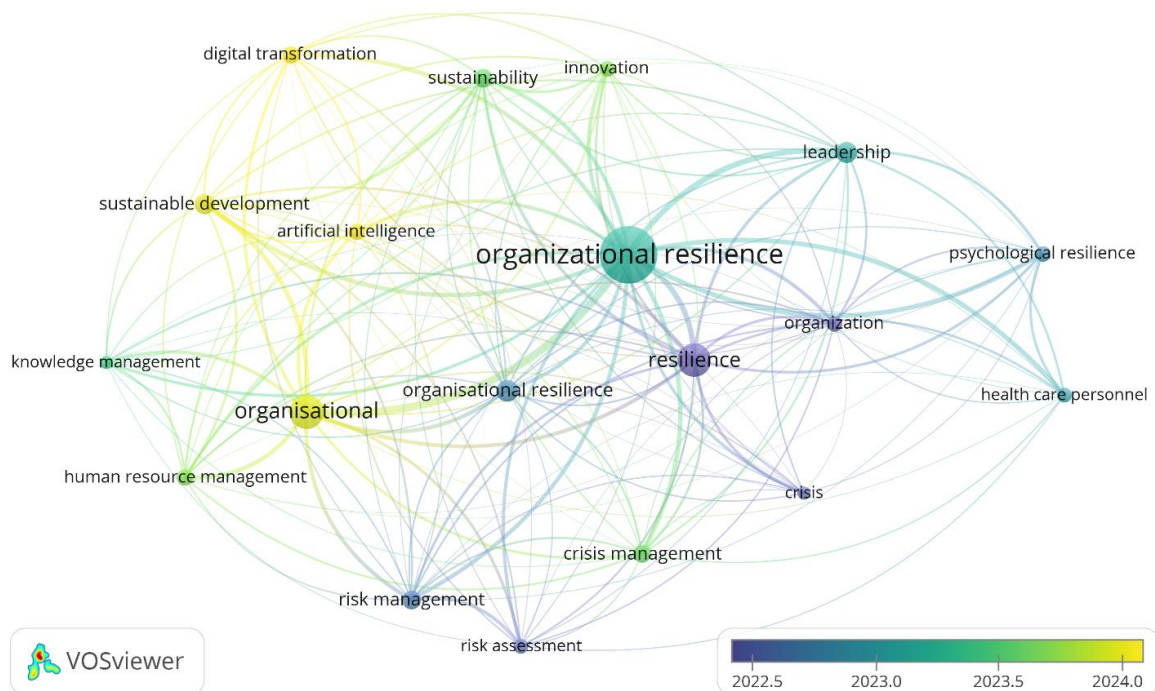 digital transformation
sustainability
innovation
leadership
sustainable development
artificial intelligence
organizational resilience
psychological resilience
organization
knowledge management
resilience
organisational resilience
health care personnel
organisational
human resource management
crisis
crisis management
risk management
risk assessment
VOSviewer
2022.5 2023.0 2023.5 2024.0